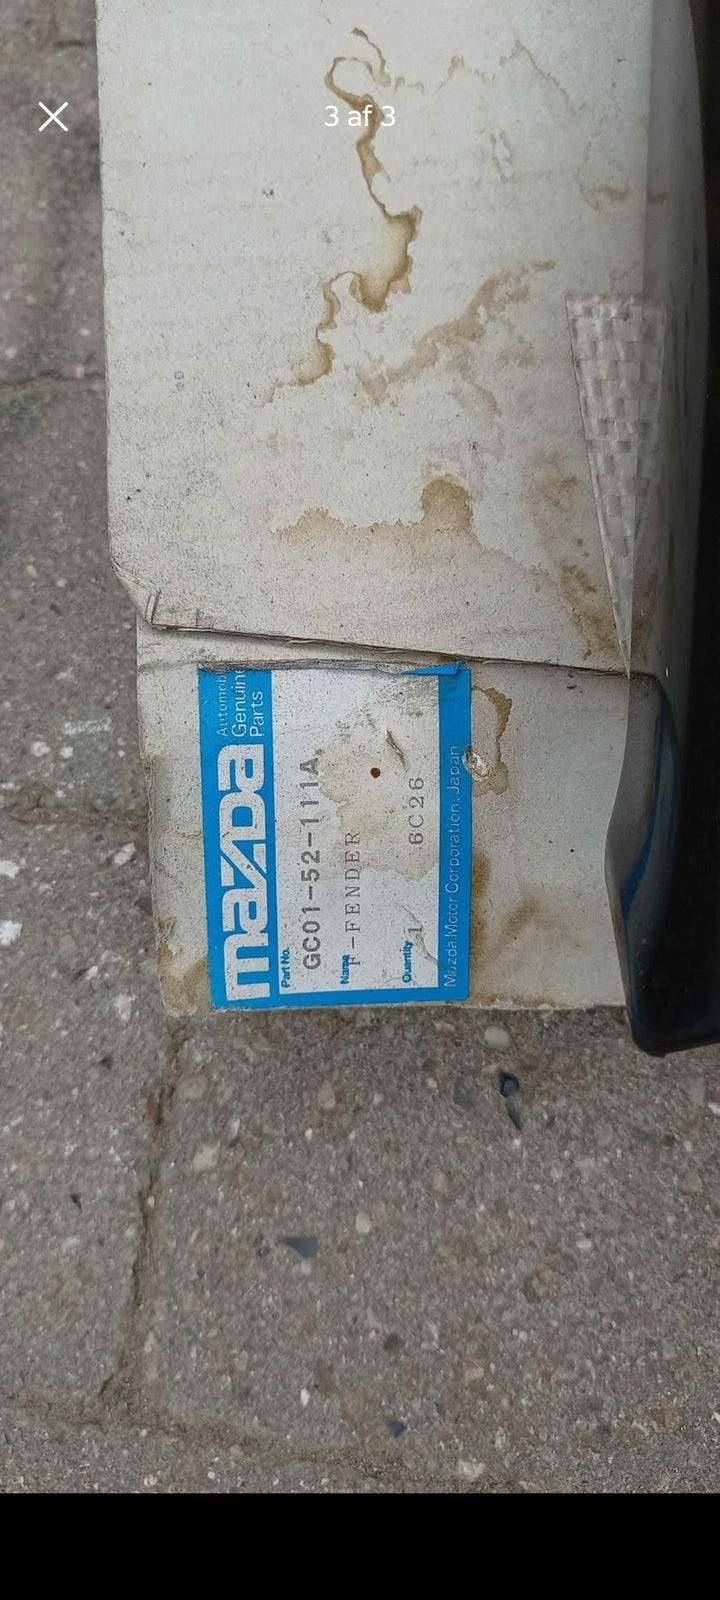 3 af 3
mazda
Automob
Genuine
Parts
Part No.
GC01-52-111A
Name
F-FENDER
Quantity
1
6C26
Mazda Motor Corporation, Japan